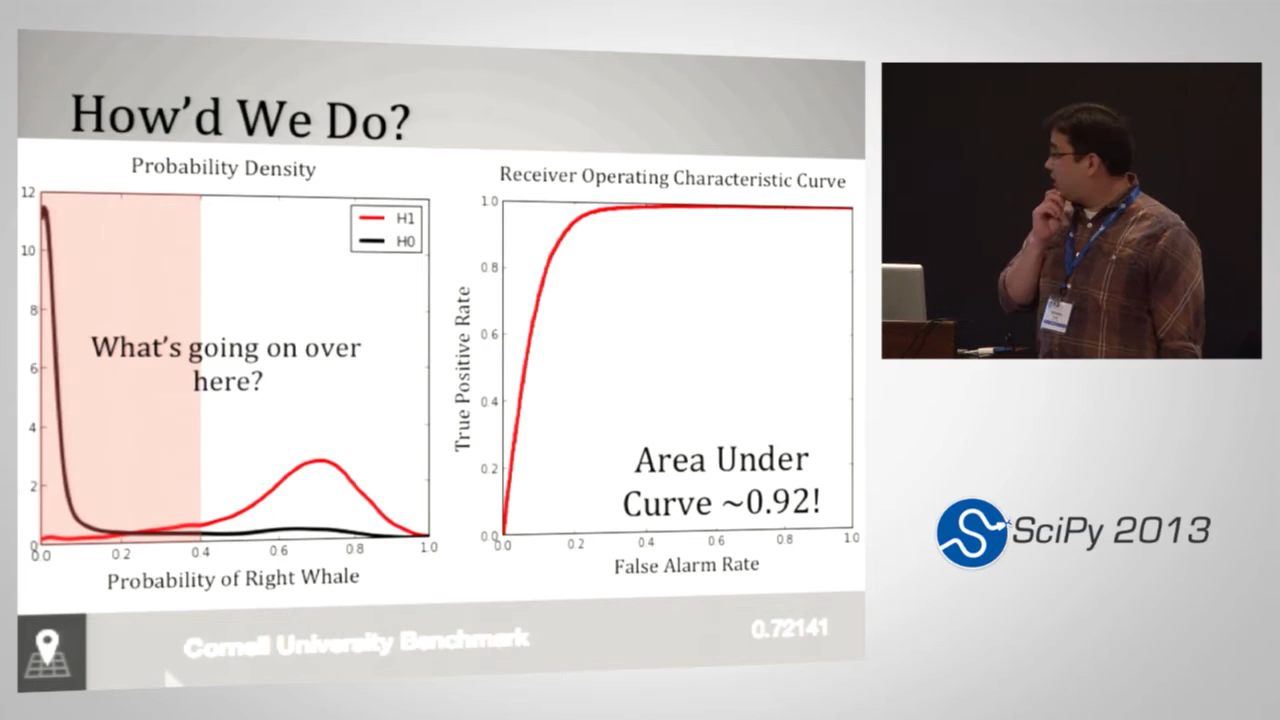 How'd We Do?
Probability Density
12
10
8
6
4
2
0
0.0
0.2
0.4
0.6
0.8
1.0
H1
H0
What's going on over
here?
Probability of Right Whale
Receiver Operating Characteristic Curve
1.0
0.8
0.6
0.4
0.2
0.0
0.0
0.2
0.4
0.6
0.8
1.0
True Positive Rate
Area Under
Curve ~0.92!
False Alarm Rate
Cornell University Benchmark
0.72141
SciPy 2013